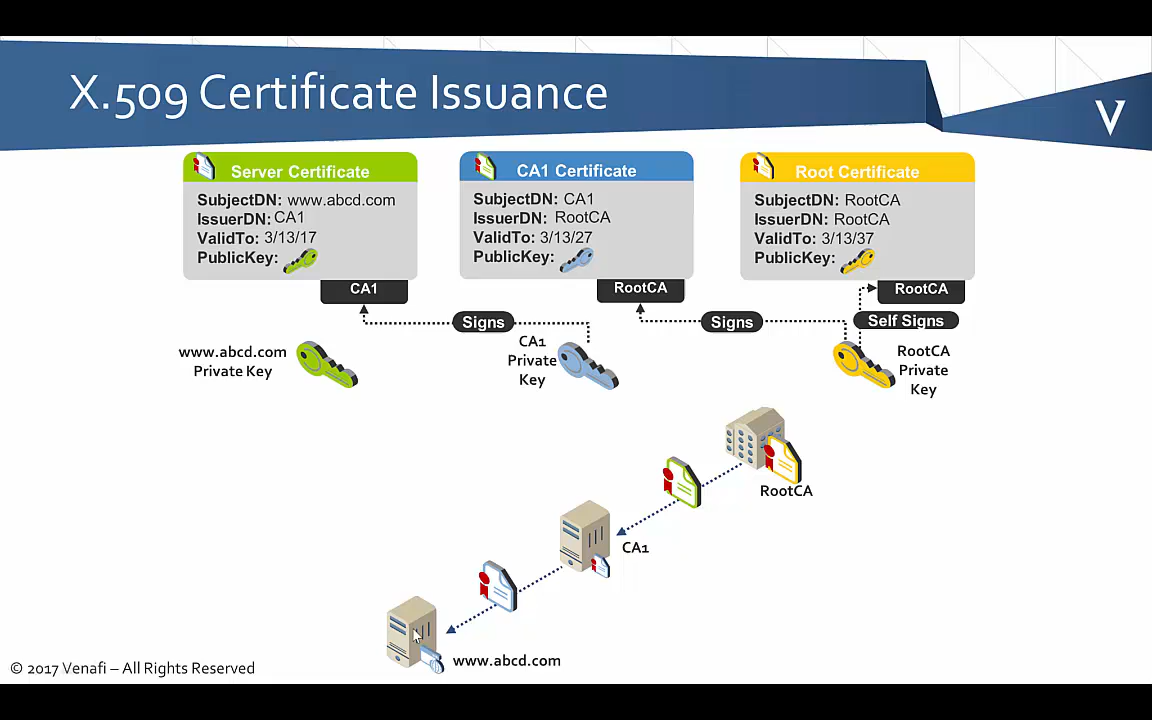 X.509 Certificate Issuance
V
Server Certificate
SubjectDN: www.abcd.com
IssuerDN: CA1
ValidTo: 3/13/17
PublicKey:
CA1
CA1 Certificate
SubjectDN: CA1
IssuerDN: RootCA
ValidTo: 3/13/27
PublicKey:
RootCA
Root Certificate
SubjectDN: RootCA
IssuerDN: RootCA
ValidTo: 3/13/37
PublicKey:
RootCA
Signs
Signs
Self Signs
www.abcd.com
Private Key
CA1
Private
Key
RootCA
Private
Key
RootCA
CA1
www.abcd.com
© 2017 Venafi – All Rights Reserved